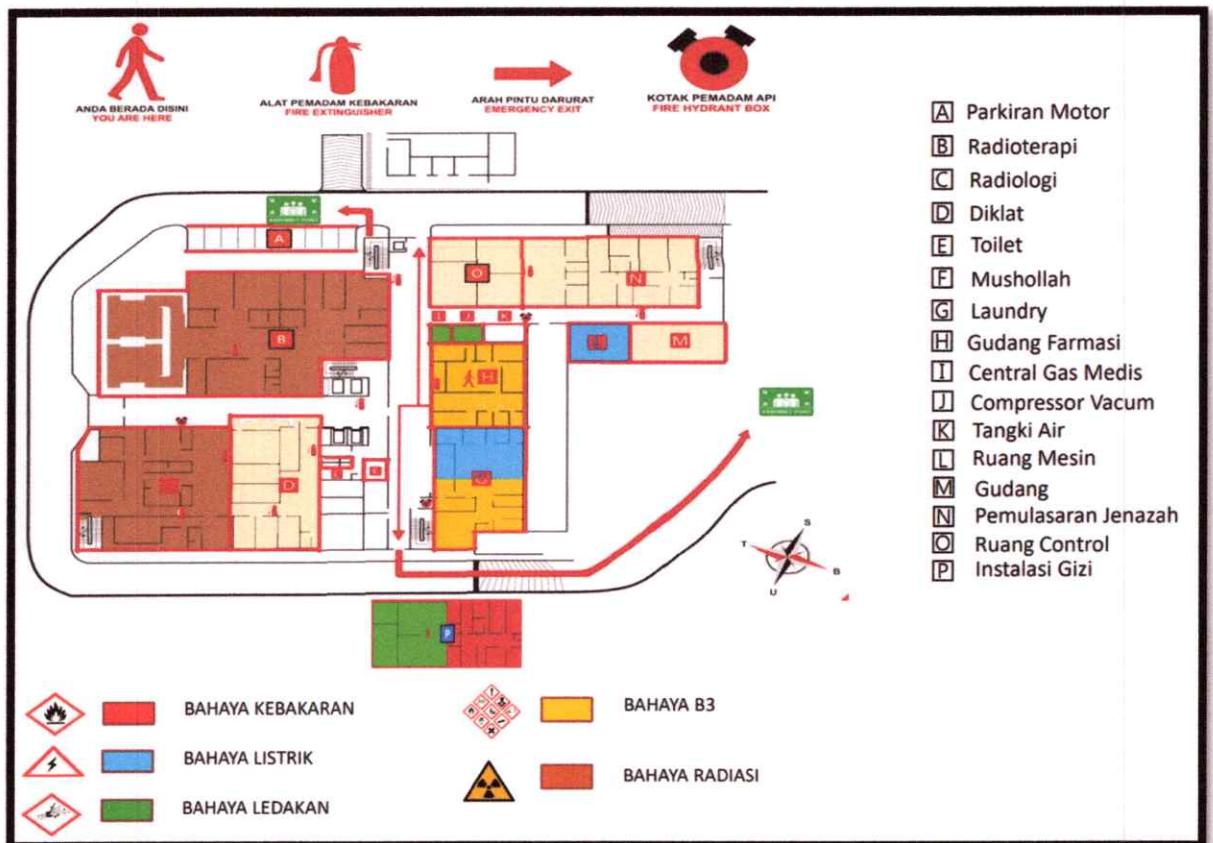 ANDA BERADA DISINI
YOU ARE HERE
ALAT PEMADAM KEBAKARAN
FIRE EXTINGUISHER
ARAH PINTU DARURAT
EMERGENCY EXIT
KOTAK PEMADAM API
FIRE HYDRANT BOX
A Parkiran Motor
B Radioterapi
C Radiologi
D Diklat
E Toilet
F Mushollah
G Laundry
H Gudang Farmasi
I Central Gas Medis
J Compressor Vacum
K Tangki Air
L Ruang Mesin
M Gudang
N Pemulasaran Jenazah
O Ruang Control
P Instalasi Gizi
A
O
N
I
J
K
B
M
H
D
P
S
T
B
U
BAHAYA KEBAKARAN
BAHAYA LISTRIK
BAHAYA LEDAKAN
BAHAYA B3
BAHAYA RADIASI